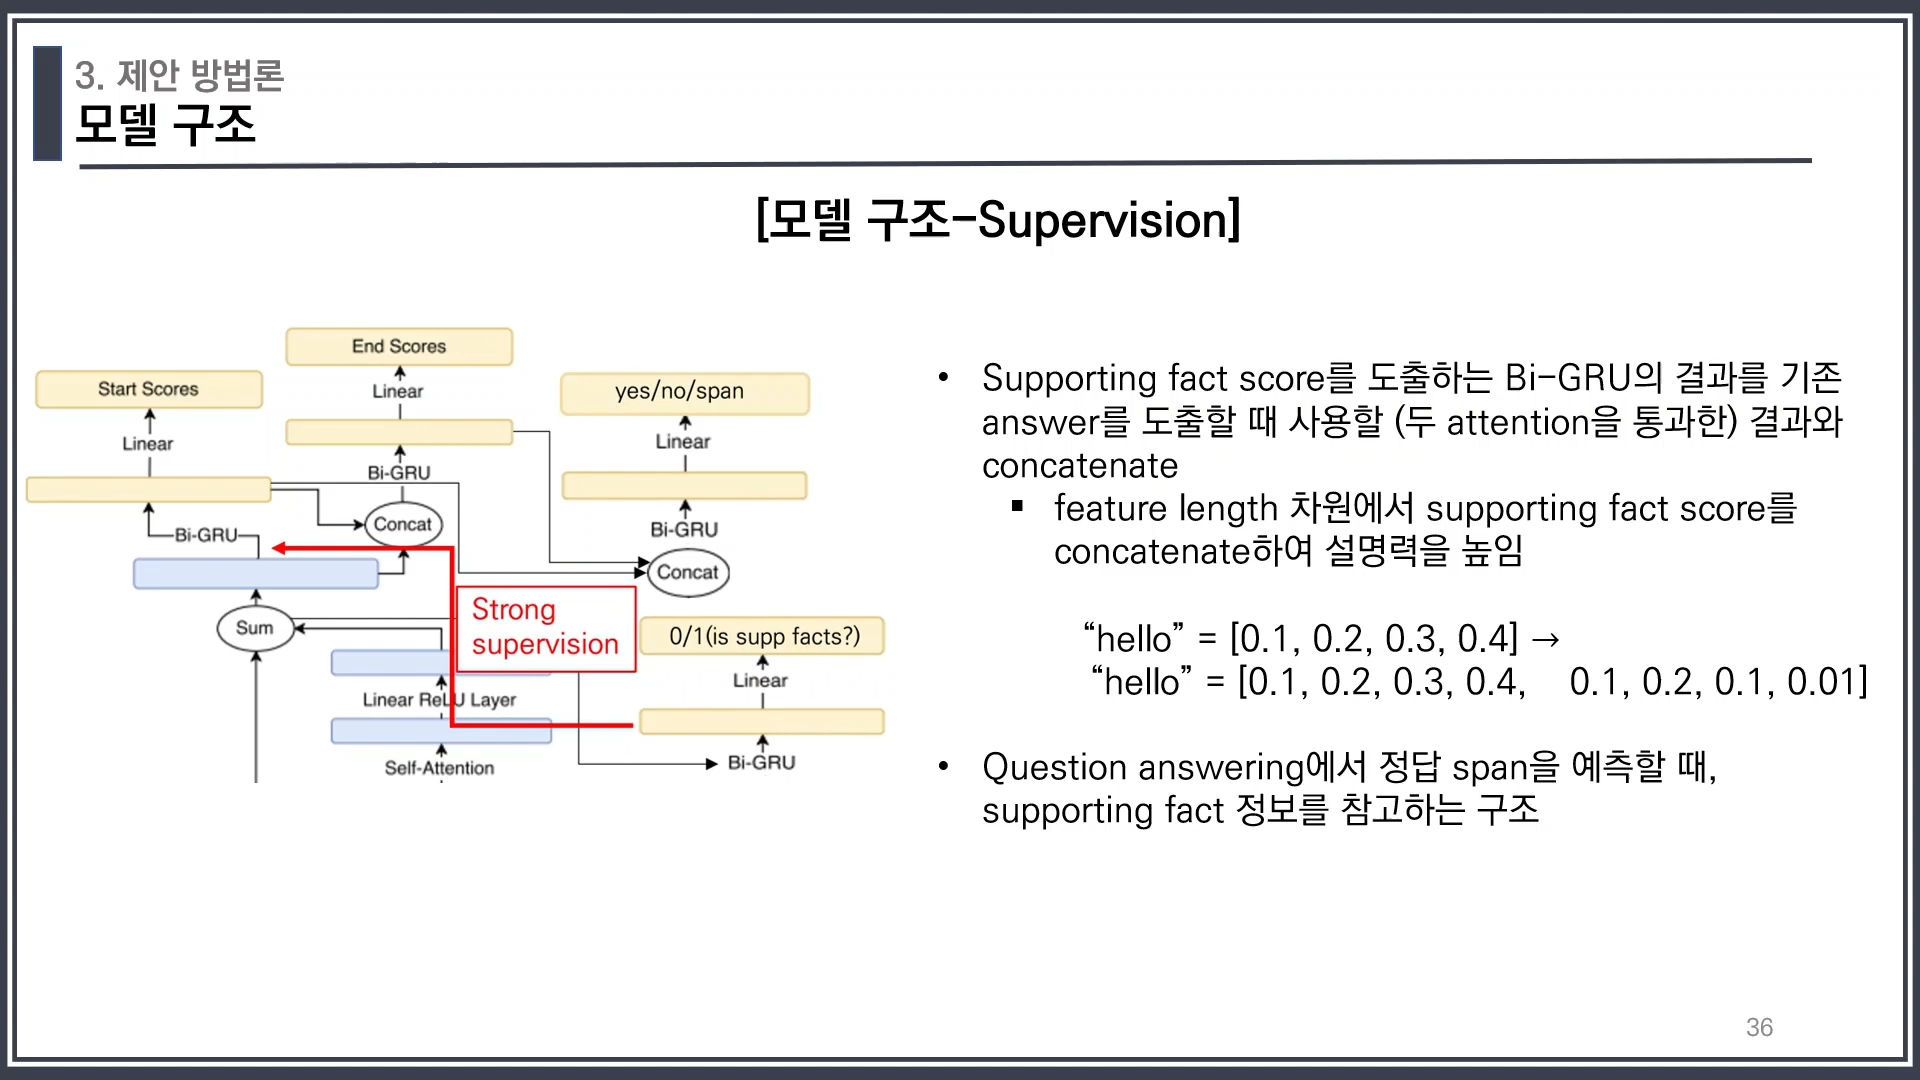 3. 제안 방법론
모델 구조
[모델 구조-Supervision]
End Scores
Start Scores
Linear
yes/no/span
Linear
Linear
Bi-GRU
Concat
Bi-GRU
Bi-GRU
Concat
Sum
Strong
supervision
0/1(is supp facts?)
Linear
Linear ReLU Layer
Bi-GRU
Self-Attention
• Supporting fact score를 도출하는 Bi-GRU의 결과를 기존
answer를 도출할 때 사용할 (두 attention을 통과한) 결과와
concatenate
▪ feature length 차원에서 supporting fact score를
concatenate하여 설명력을 높임
“hello” = [0.1, 0.2, 0.3, 0.4] →
“hello” = [0.1, 0.2, 0.3, 0.4, 0.1, 0.2, 0.1, 0.01]
• Question answering에서 정답 span을 예측할 때,
supporting fact 정보를 참고하는 구조
36